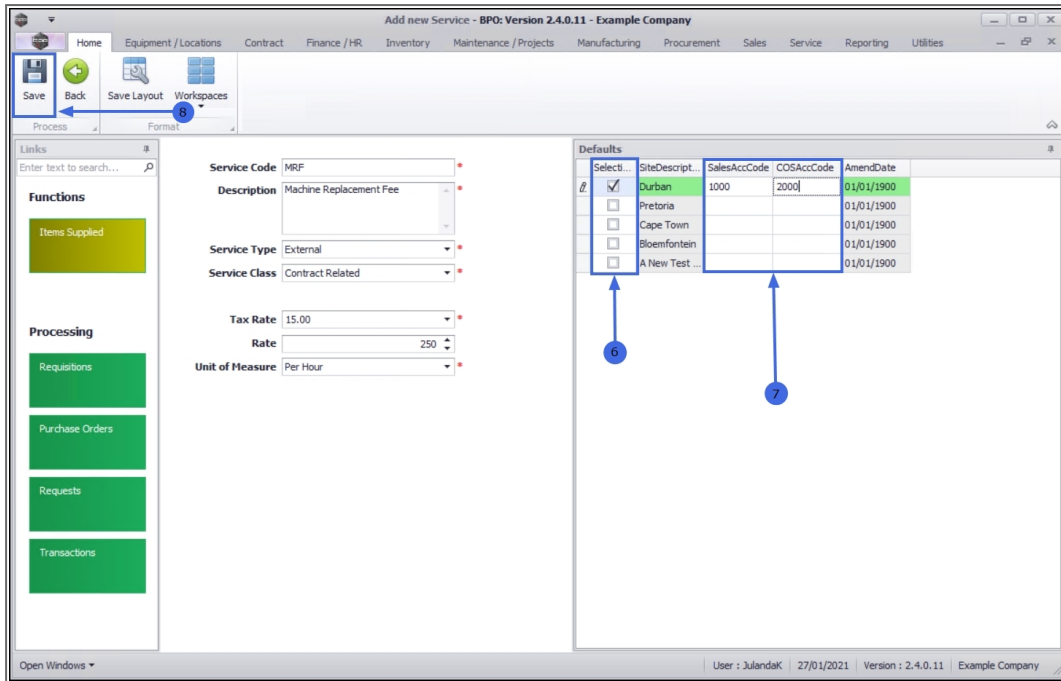 Add new Service - BPO: Version 2.4.0.11 - Example Company
Home Equipment / Locations Contract Finance / HR Inventory Maintenance / Projects Manufacturing Procurement Sales Service Reporting Utilities
Save Back Save Layout Workspaces
8
Process Format
Links
Enter text to search...
Functions
Items Supplied
Processing
Requisitions
Purchase Orders
Requests
Transactions
Service Code MRF *
Description Machine Replacement Fee *
Service Type External *
Service Class Contract Related *
Tax Rate 15.00 *
Rate 250
Unit of Measure Per Hour *
Defaults
Selecti... SiteDescript... SalesAccCode COSAccCode AmendDate
Durban 1000 2000 01/01/1900
Pretoria 01/01/1900
Cape Town 01/01/1900
Bloemfontein 01/01/1900
A New Test ... 01/01/1900
6
7
Open Windows User : JulandaK 27/01/2021 Version : 2.4.0.11 Example Company